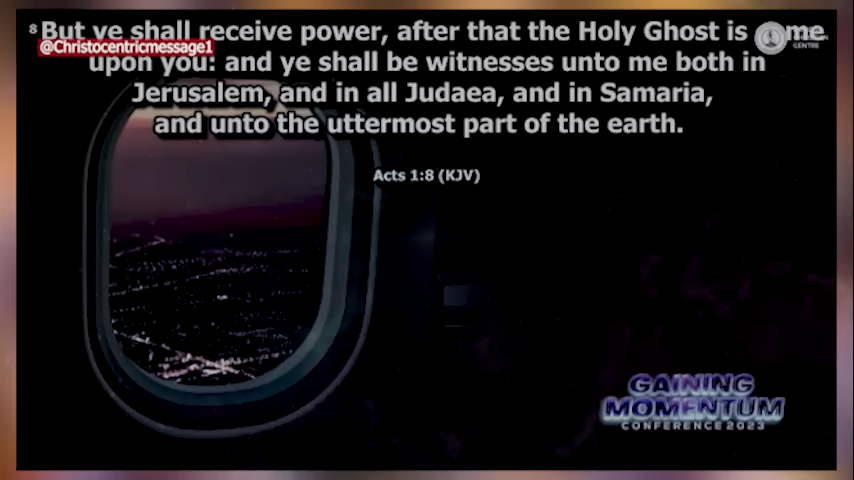 8 But ye shall receive power, after that the Holy Ghost is come
@Christocentricmessage1
upon you: and ye shall be witnesses unto me both in
Jerusalem, and in all Judaea, and in Samaria,
and unto the uttermost part of the earth.
Acts 1:8 (KJV)
GAINING
MOMENTUM
CONFERENCE 2023
CENTRE